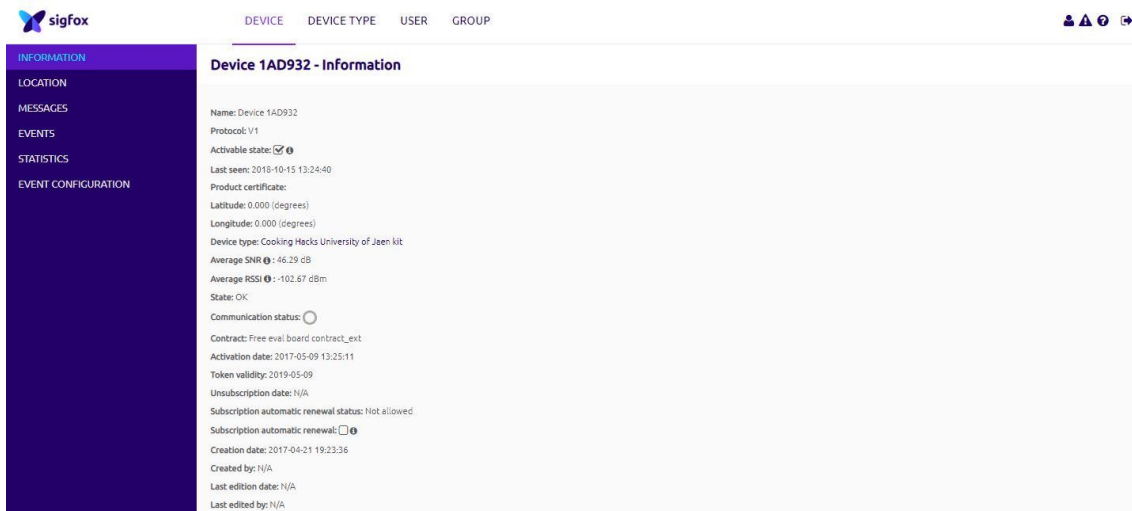 sigfox
DEVICE DEVICE TYPE USER GROUP
INFORMATION
LOCATION
MESSAGES
EVENTS
STATISTICS
EVENT CONFIGURATION
Device 1AD932 - Information
Name: Device 1AD932
Protocol: V1
Activable state:
Last seen: 2018-10-15 13:24:40
Product certificate:
Latitude: 0.000 (degrees)
Longitude: 0.000 (degrees)
Device type: Cooking Hacks University of Jaen kit
Average SNR : 46.29 dB
Average RSSI : -102.67 dBm
State: OK
Communication status:
Contract: Free eval board contract_ext
Activation date: 2017-05-09 13:25:11
Token validity: 2019-05-09
Unsubscription date: N/A
Subscription automatic renewal status: Not allowed
Subscription automatic renewal:
Creation date: 2017-04-21 19:23:36
Created by: N/A
Last edition date: N/A
Last edited by: N/A